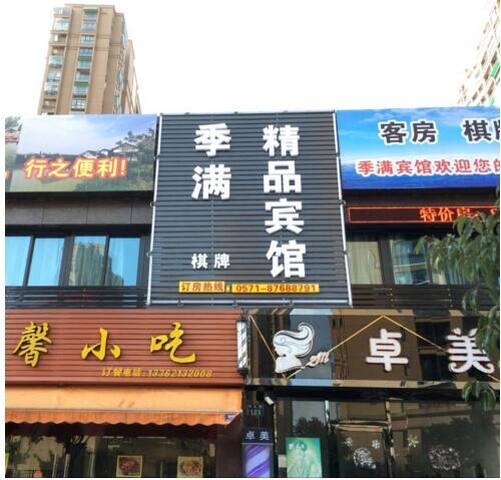 行之便利!
季满
棋牌
精品宾馆
订房热线 0571-87688791
客房 棋牌
季满宾馆欢迎您的
特价房
馨小吃
订餐电话:13362132008
卓美
卓美